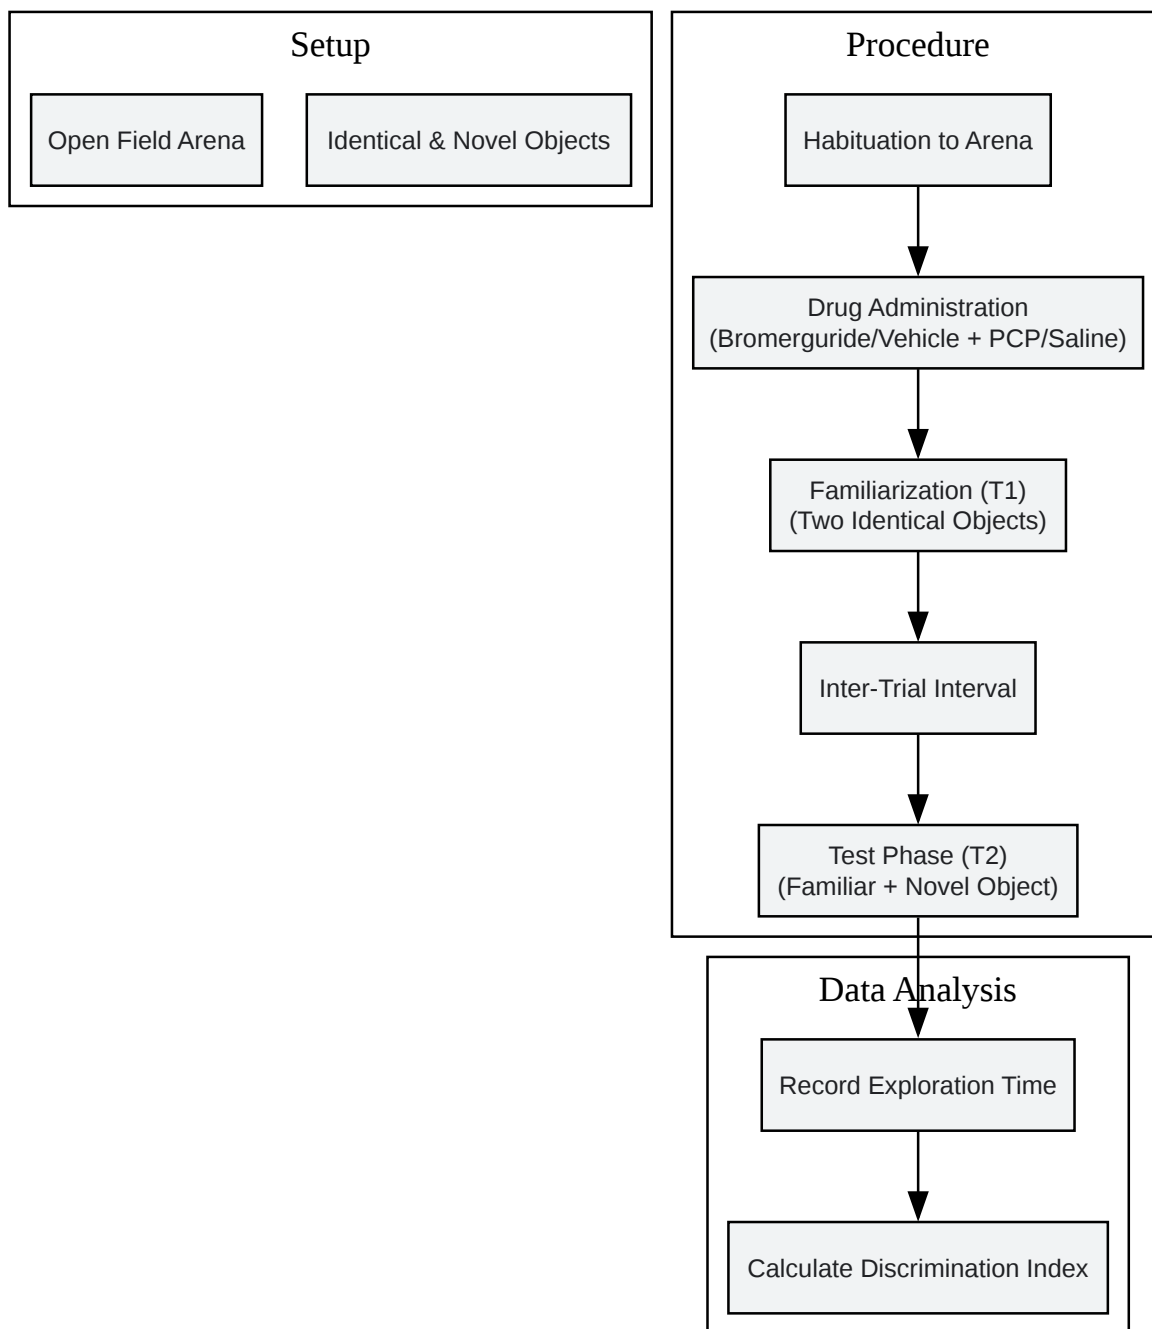 Setup
Open Field Arena
Identical & Novel Objects
Procedure
Habituation to Arena
Drug Administration
(Bromerguride/Vehicle + PCP/Saline)
Familiarization (T1)
(Two Identical Objects)
Inter-Trial Interval
Test Phase (T2)
(Familiar + Novel Object)
Data Analysis
Record Exploration Time
Calculate Discrimination Index